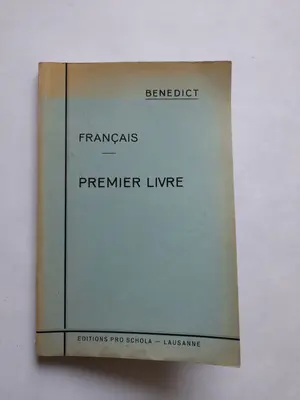 BENEDICT
FRANÇAIS
PREMIER LIVRE
EDITIONS PRO SCHOLA — LAUSANNE